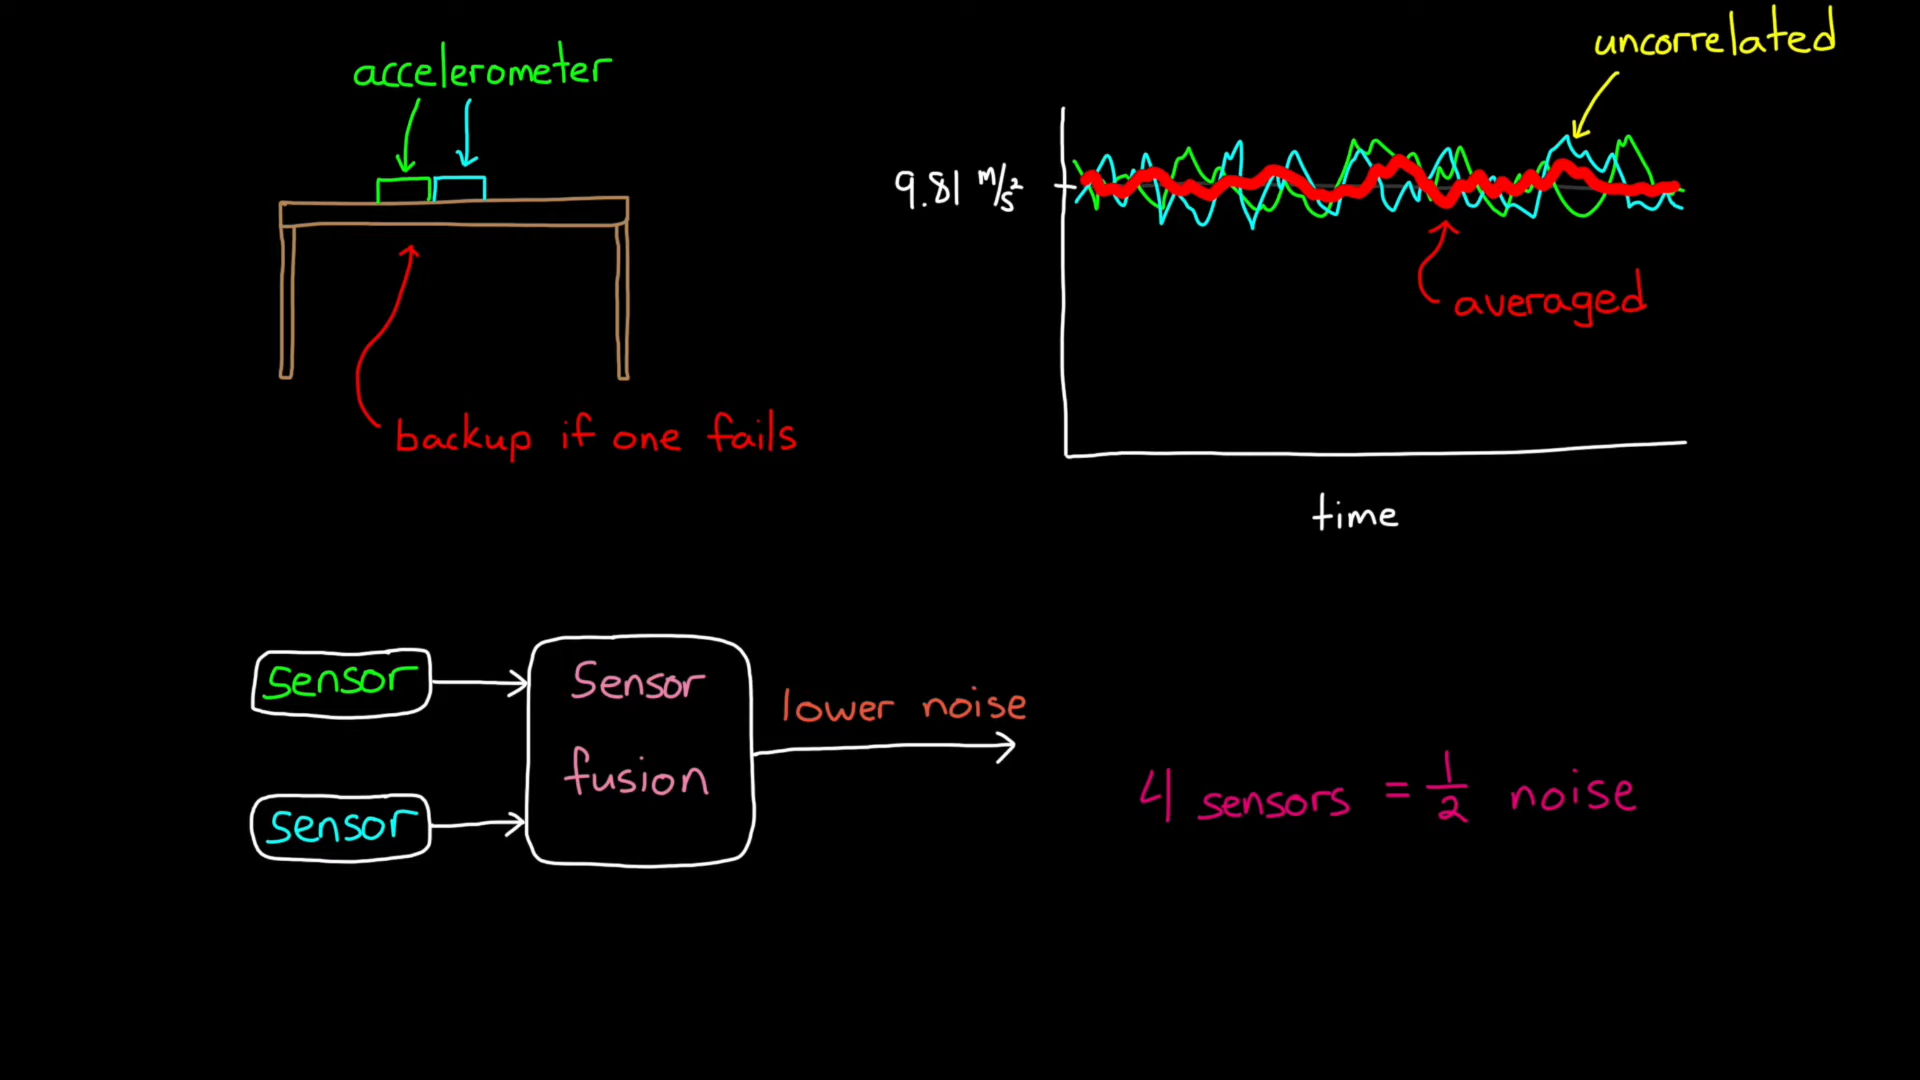 accelerometer
backup if one fails
uncorrelated
9.81 m/s²
averaged
time
sensor
sensor
Sensor
fusion
lower noise
4 sensors = 1/2 noise